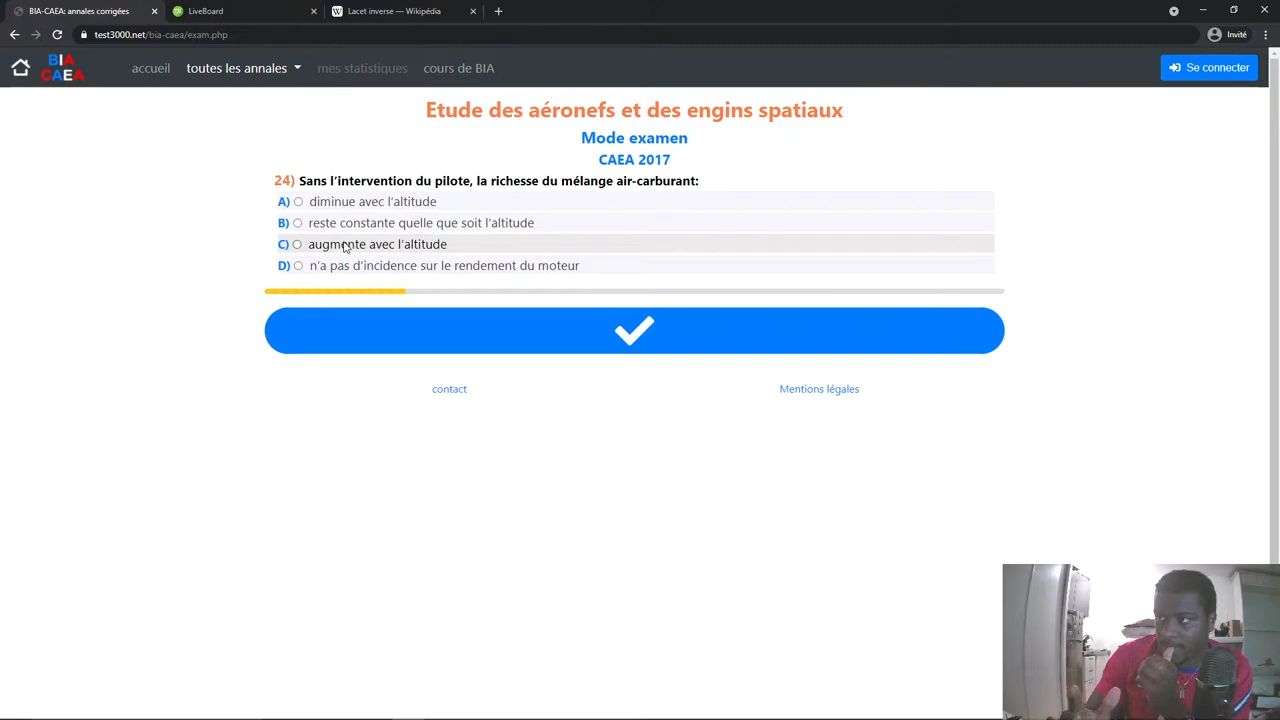 BIA-CAEA: annales corrigées
LiveBoard
Lacet inverse — Wikipédia
test3000.net/bia-caea/exam.php
Invité
BIA
CAEA
accueil
toutes les annales
mes statistiques
cours de BIA
Se connecter
Etude des aéronefs et des engins spatiaux
Mode examen
CAEA 2017
24) Sans l'intervention du pilote, la richesse du mélange air-carburant:
A) diminue avec l'altitude
B) reste constante quelle que soit l'altitude
C) augmente avec l'altitude
D) n'a pas d'incidence sur le rendement du moteur
contact
Mentions légales